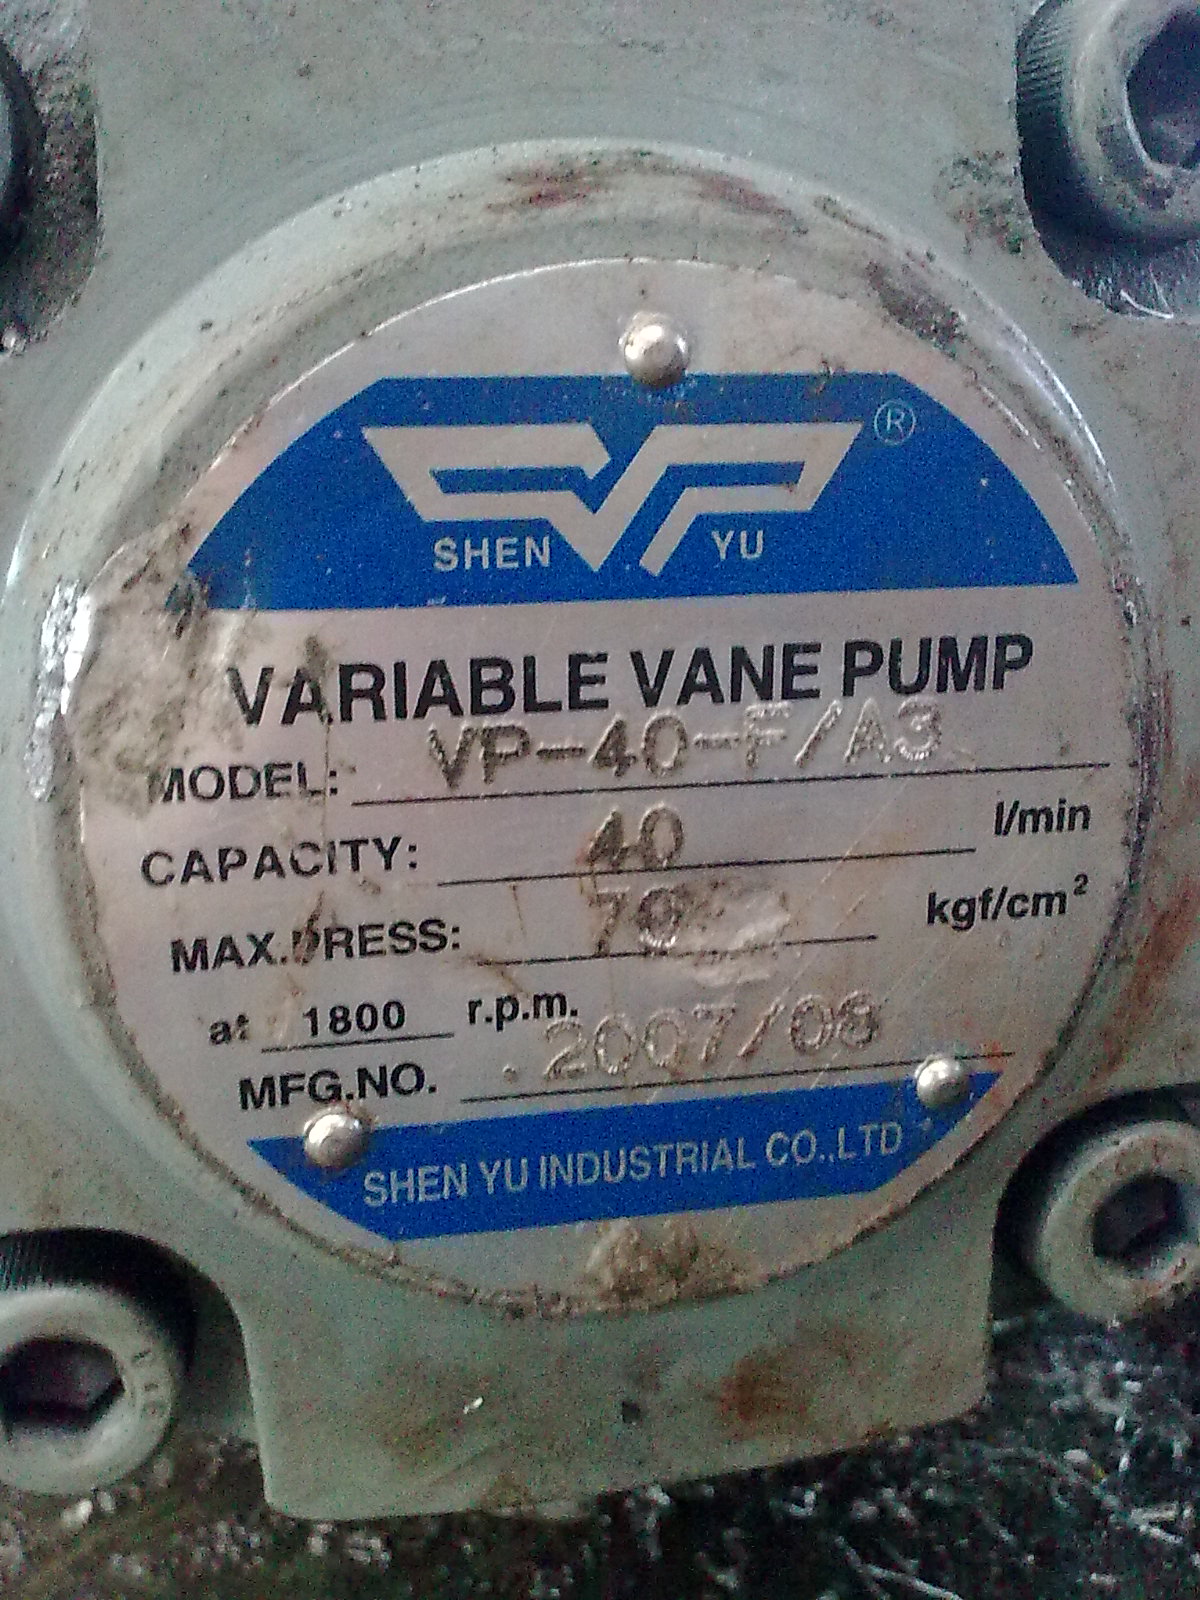 ®
SHEN YU
VARIABLE VANE PUMP
MODEL: VP-40-F/A3
CAPACITY: 40 l/min
MAX.PRESS: 70 kgf/cm²
at 1800 r.p.m.
MFG.NO. 2007/08
SHEN YU INDUSTRIAL CO.,LTD